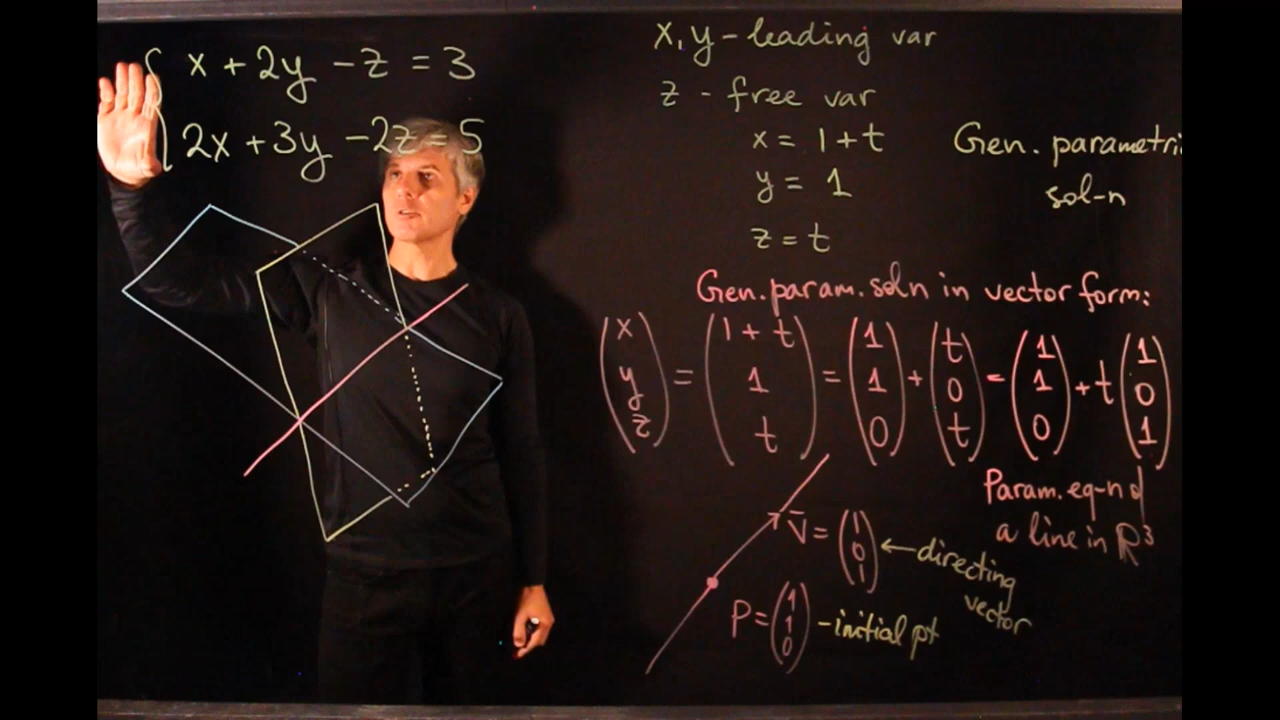 x + 2y - z = 3
2x + 3y - 2z = 5
x, y - leading var
z - free var
x = 1 + t
y = 1
z = t
Gen. parametri
sol-n
Gen. param. soln in vector form:
(x y z) = (1 + t 1 t) = (1 1 0) + (t 0 t) = (1 1 0) + t (1 0 1)
Param. eq-n of
a line in R³
V̄ = (1 0 1) ← directing
vector
P = (1 1 0) - initial pt